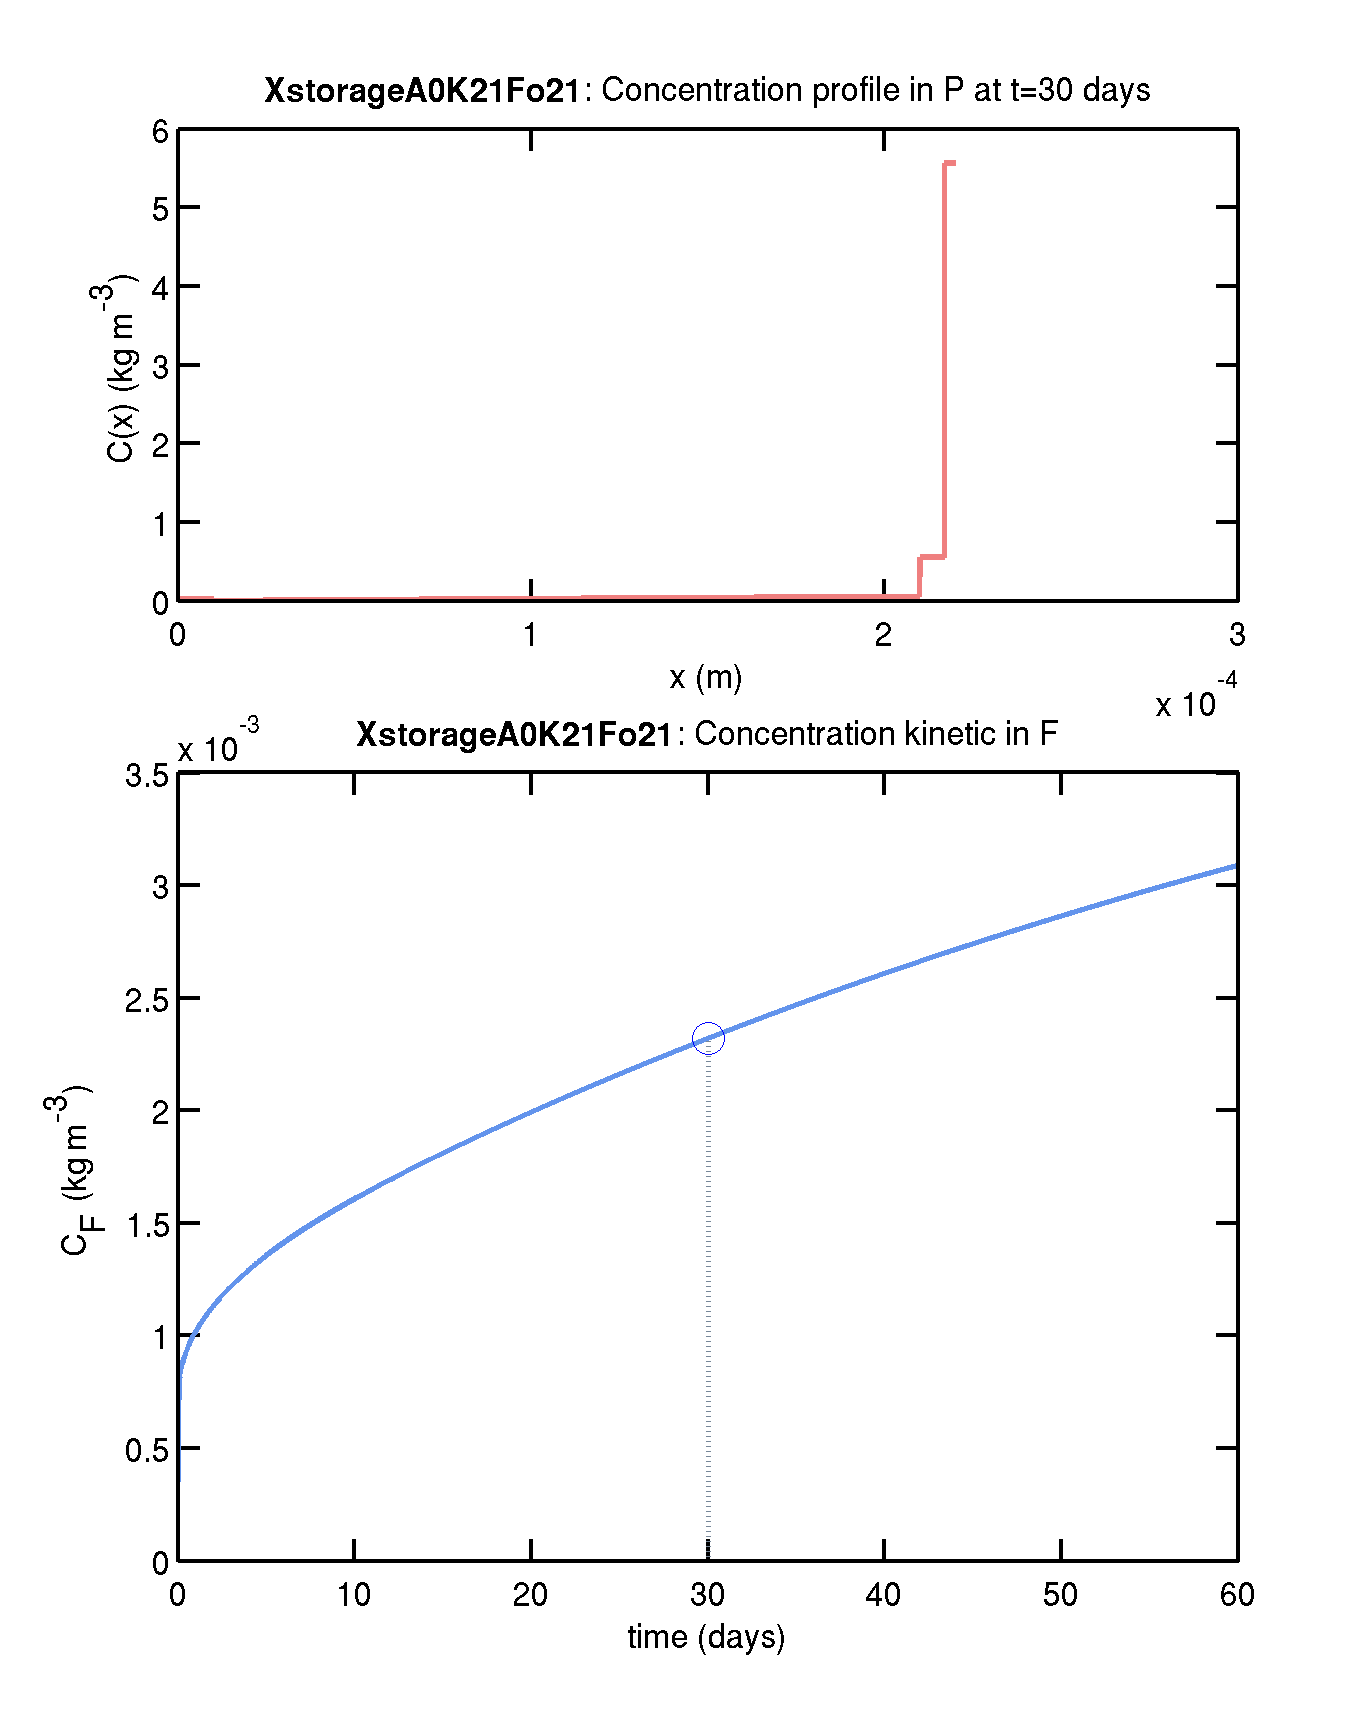 XstorageA0K21Fo21: Concentration profile in P at t=30 days
6
5
4
3
2
1
0
C(x) (kg m-3)
0 1 2 3
x (m)
x 10-4
XstorageA0K21Fo21: Concentration kinetic in F
x 10-3
3.5
3
2.5
2
1.5
1
0.5
0
CF (kg m-3)
0 10 20 30 40 50 60
time (days)